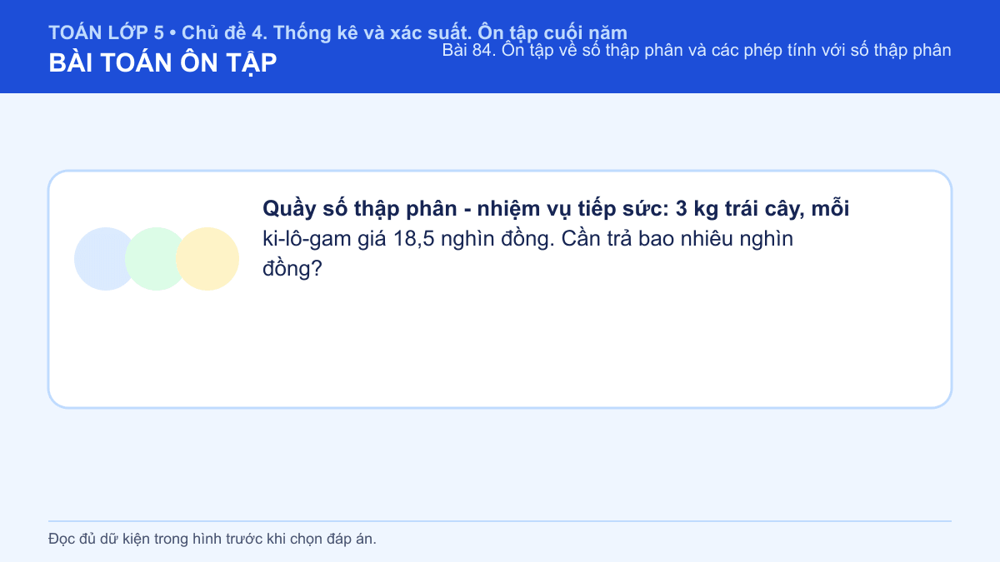 TOÁN LỚP 5 • Chủ đề 4. Thống kê và xác suất. Ôn tập cuối năm
Bài 84. Ôn tập về số thập phân và các phép tính với số thập phân
BÀI TOÁN ÔN TẬP
Quầy số thập phân - nhiệm vụ tiếp sức: 3 kg trái cây, mỗi
ki-lô-gam giá 18,5 nghìn đồng. Cần trả bao nhiêu nghìn
đồng?
Đọc đủ dữ kiện trong hình trước khi chọn đáp án.